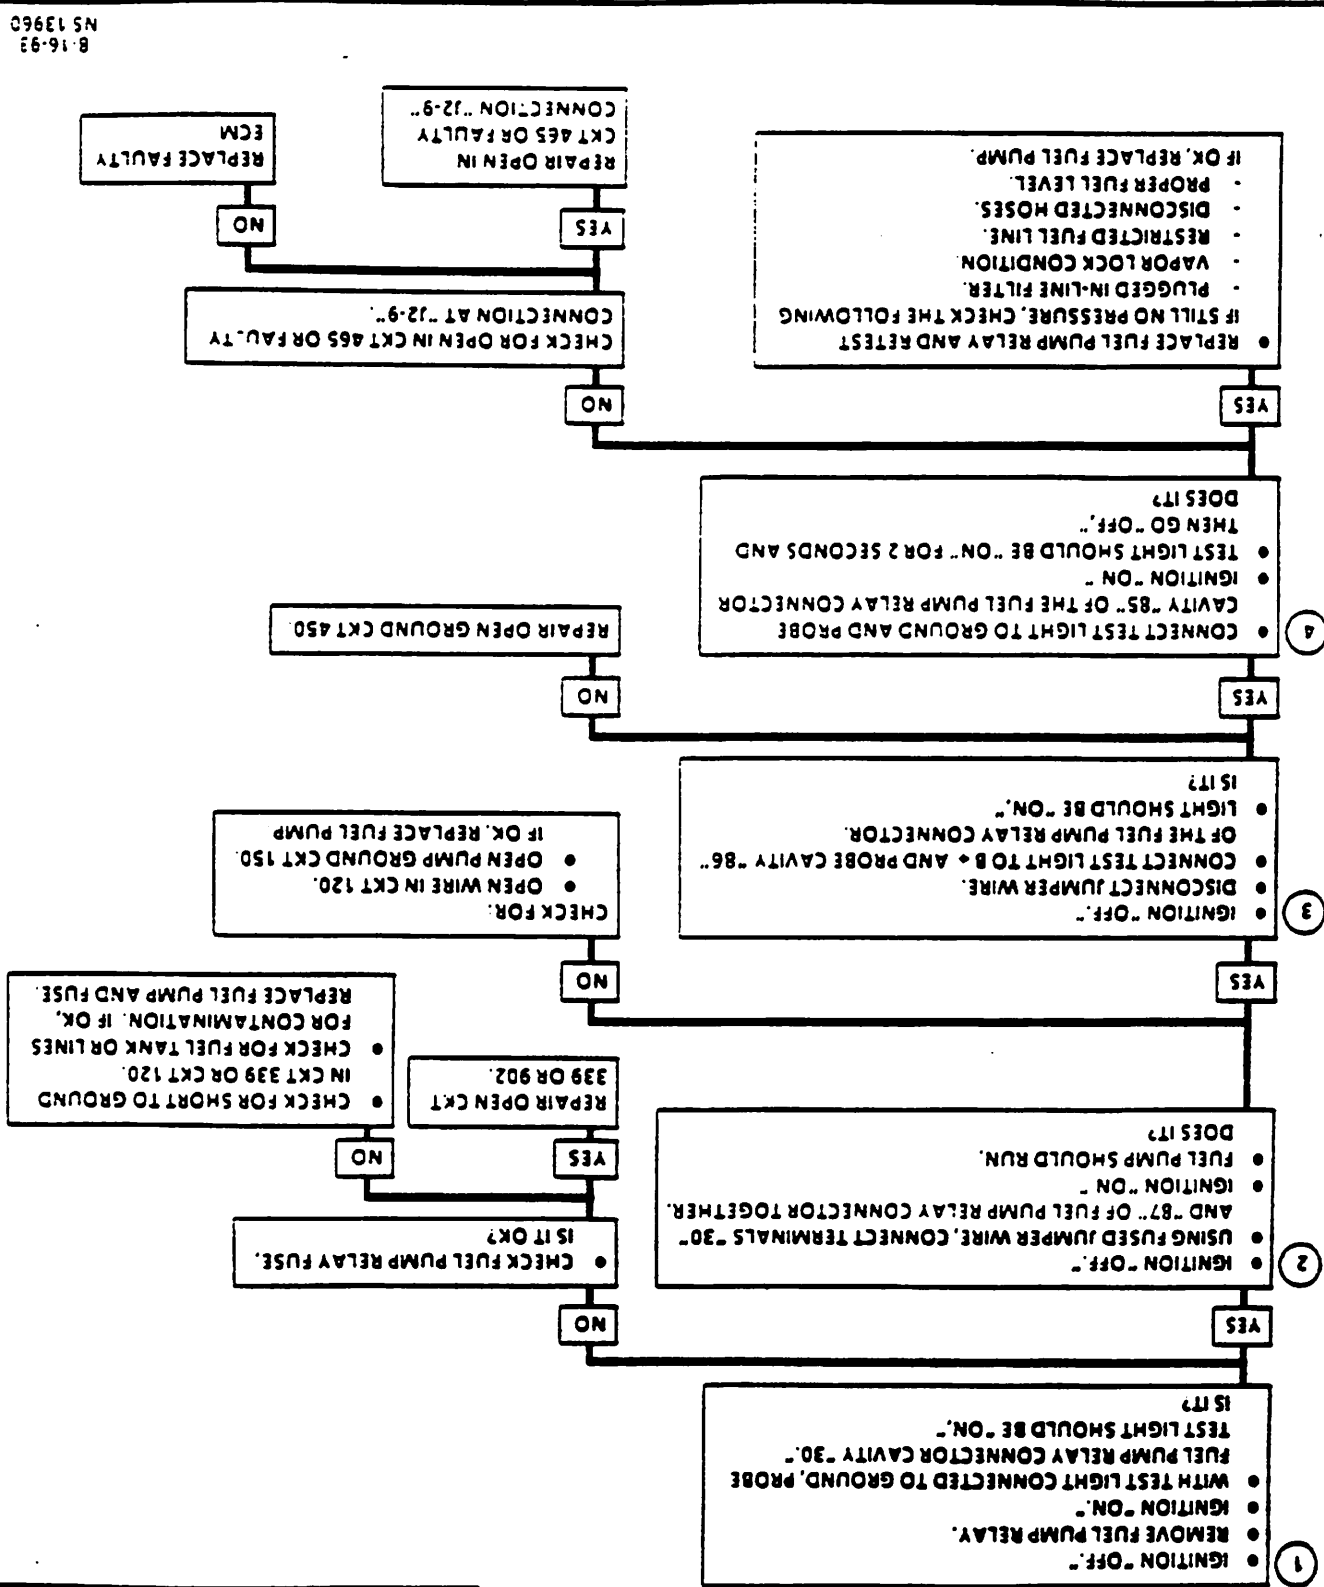 1
● IGNITION "OFF."
● REMOVE FUEL PUMP RELAY.
● IGNITION "ON."
● WITH TEST LIGHT CONNECTED TO GROUND, PROBE
FUEL PUMP RELAY CONNECTOR CAVITY "30."
TEST LIGHT SHOULD BE "ON."
IS IT?
YES
NO
2
● IGNITION "OFF."
● USING FUSED JUMPER WIRE, CONNECT TERMINALS "30"
AND "87" OF FUEL PUMP RELAY CONNECTOR TOGETHER.
● IGNITION "ON"
● FUEL PUMP SHOULD RUN.
DOES IT?
● CHECK FUEL PUMP RELAY FUSE.
IS IT OK?
YES
NO
REPAIR OPEN CKT
339 OR 902.
● CHECK FOR SHORT TO GROUND
IN CKT 339 OR CKT 120.
● CHECK FOR FUEL TANK OR LINES
FOR CONTAMINATION. IF OK,
REPLACE FUEL PUMP AND FUSE.
YES
NO
3
● IGNITION "OFF."
● DISCONNECT JUMPER WIRE.
● CONNECT TEST LIGHT TO B + AND PROBE CAVITY "86"
OF THE FUEL PUMP RELAY CONNECTOR.
● LIGHT SHOULD BE "ON,"
IS IT?
CHECK FOR:
● OPEN WIRE IN CKT 120.
● OPEN PUMP GROUND CKT 150.
IF OK, REPLACE FUEL PUMP
YES
NO
4
● CONNECT TEST LIGHT TO GROUND AND PROBE
CAVITY "85" OF THE FUEL PUMP RELAY CONNECTOR
● IGNITION "ON"
● TEST LIGHT SHOULD BE "ON" FOR 2 SECONDS AND
THEN GO "OFF,"
DOES IT?
REPAIR OPEN GROUND CKT 450.
YES
NO
● REPLACE FUEL PUMP RELAY AND RETEST
IF STILL NO PRESSURE, CHECK THE FOLLOWING
- PLUGGED IN-LINE FILTER.
- VAPOR LOCK CONDITION.
- RESTRICTED FUEL LINE.
- DISCONNECTED HOSES.
- PROPER FUEL LEVEL.
IF OK, REPLACE FUEL PUMP.
CHECK FOR OPEN IN CKT 465 OR FAULTY
CONNECTION AT "J2-9".
YES
NO
REPAIR OPEN IN
CKT 465 OR FAULTY
CONNECTION "J2-9"
REPLACE FAULTY
ECM
8-16-93
NS 13960